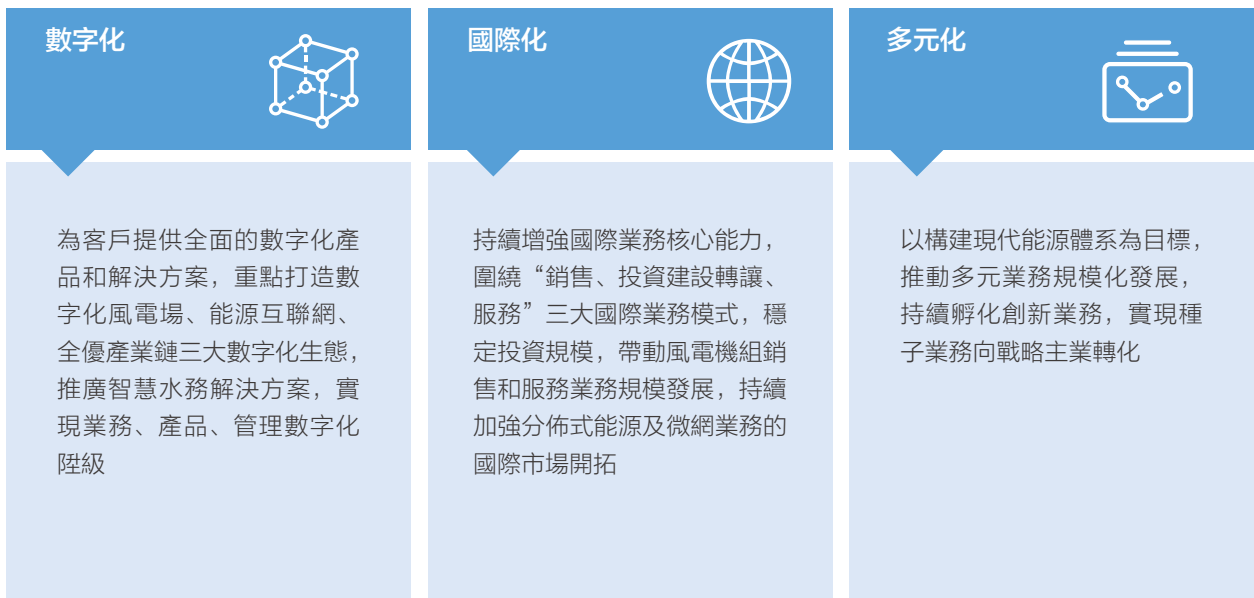 數字化
為客戶提供全面的數字化產
品和解決方案，重點打造數
字化風電場、能源互聯網、
全優產業鏈三大數字化生態，
推廣智慧水務解決方案，實
現業務、產品、管理數字化
陞級
國際化
持續增強國際業務核心能力，
圍繞“銷售、投資建設轉讓、
服務”三大國際業務模式，穩
定投資規模，帶動風電機組銷
售和服務業務規模發展，持續
加強分佈式能源及微網業務的
國際市場開拓
多元化
以構建現代能源體系為目標，
推動多元業務規模化發展，
持續孵化創新業務，實現種
子業務向戰略主業轉化